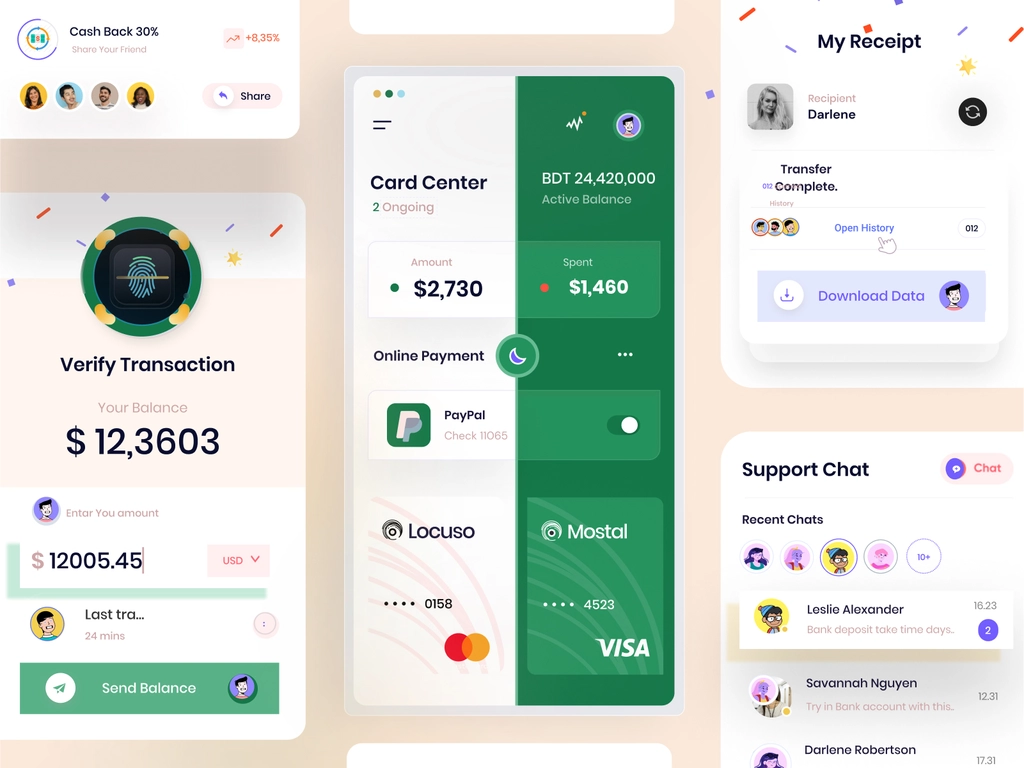 Cash Back 30%
Share Your Friend
+8,35%
Share
Verify Transaction
Your Balance
$ 12,3603
Entar You amount
$ 12005.45
USD
Last tra...
24 mins
Send Balance
Card Center
2 Ongoing
BDT 24,420,000
Active Balance
Amount
$2,730
Spent
$1,460
Online Payment
PayPal
Check 11065
Locuso
•••• 0158
Mostal
•••• 4523
VISA
My Receipt
Recipient
Darlene
Transfer
Complete.
012
History
Open History
012
Download Data
Support Chat
Chat
Recent Chats
10+
Leslie Alexander
16.23
Bank deposit take time days..
2
Savannah Nguyen
12.31
Try in Bank account with this..
Darlene Robertson
17.31